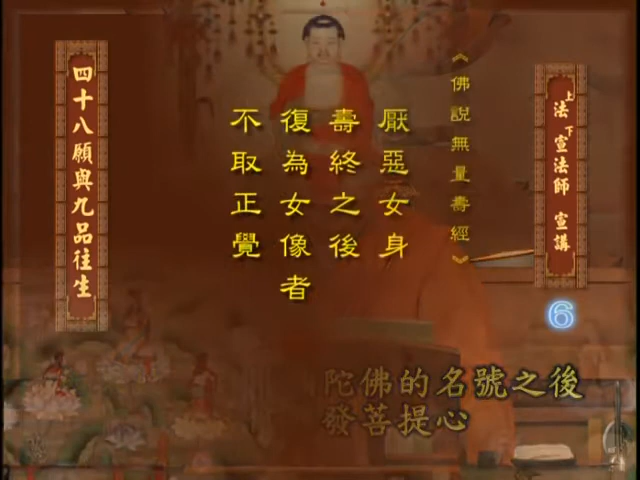 上法下宣法師 宣講
《佛說無量壽經》
厭惡女身
壽終之後
復為女像者
不取正覺
四十八願與九品往生
6
陀佛的名號之後
發菩提心